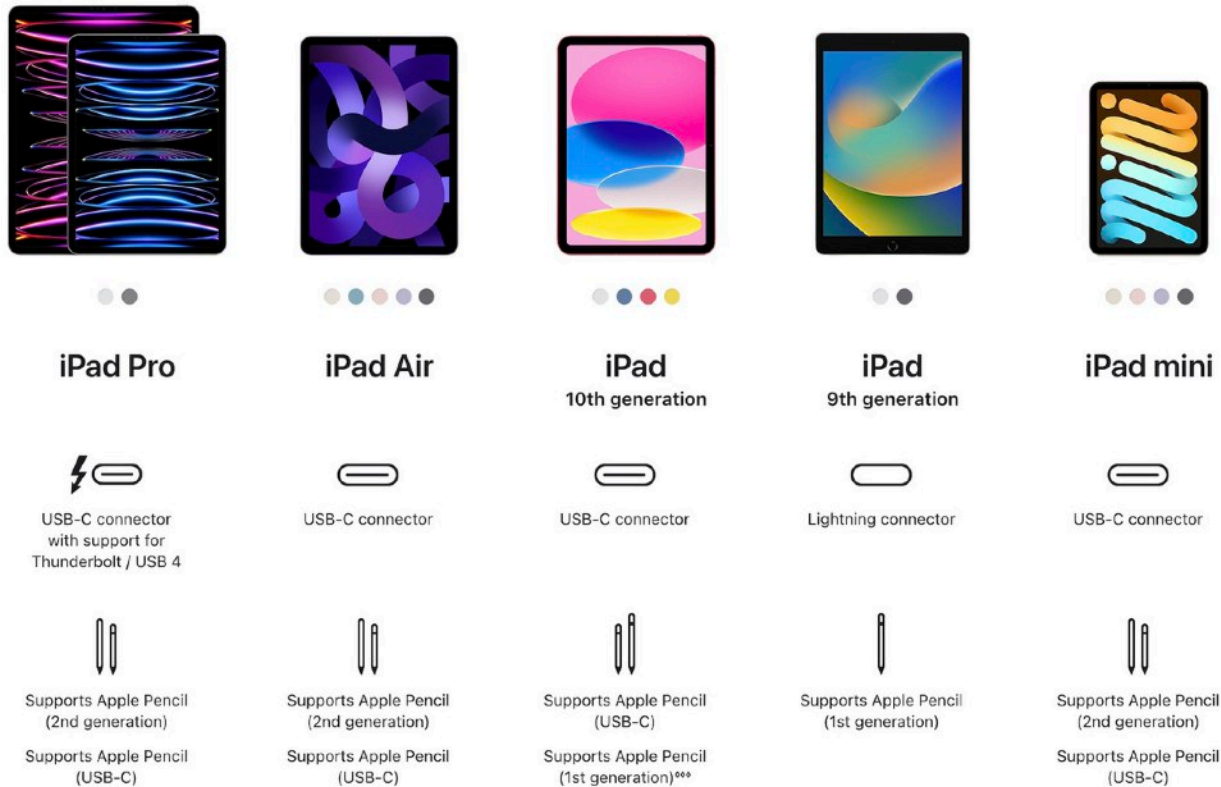 iPad Pro
iPad Air
iPad
10th generation
iPad
9th generation
iPad mini
USB-C connector
with support for
Thunderbolt / USB 4
USB-C connector
USB-C connector
Lightning connector
USB-C connector
Supports Apple Pencil
(2nd generation)
Supports Apple Pencil
(USB-C)
Supports Apple Pencil
(2nd generation)
Supports Apple Pencil
(USB-C)
Supports Apple Pencil
(USB-C)
Supports Apple Pencil
(1st generation)◊◊◊
Supports Apple Pencil
(1st generation)
Supports Apple Pencil
(2nd generation)
Supports Apple Pencil
(USB-C)